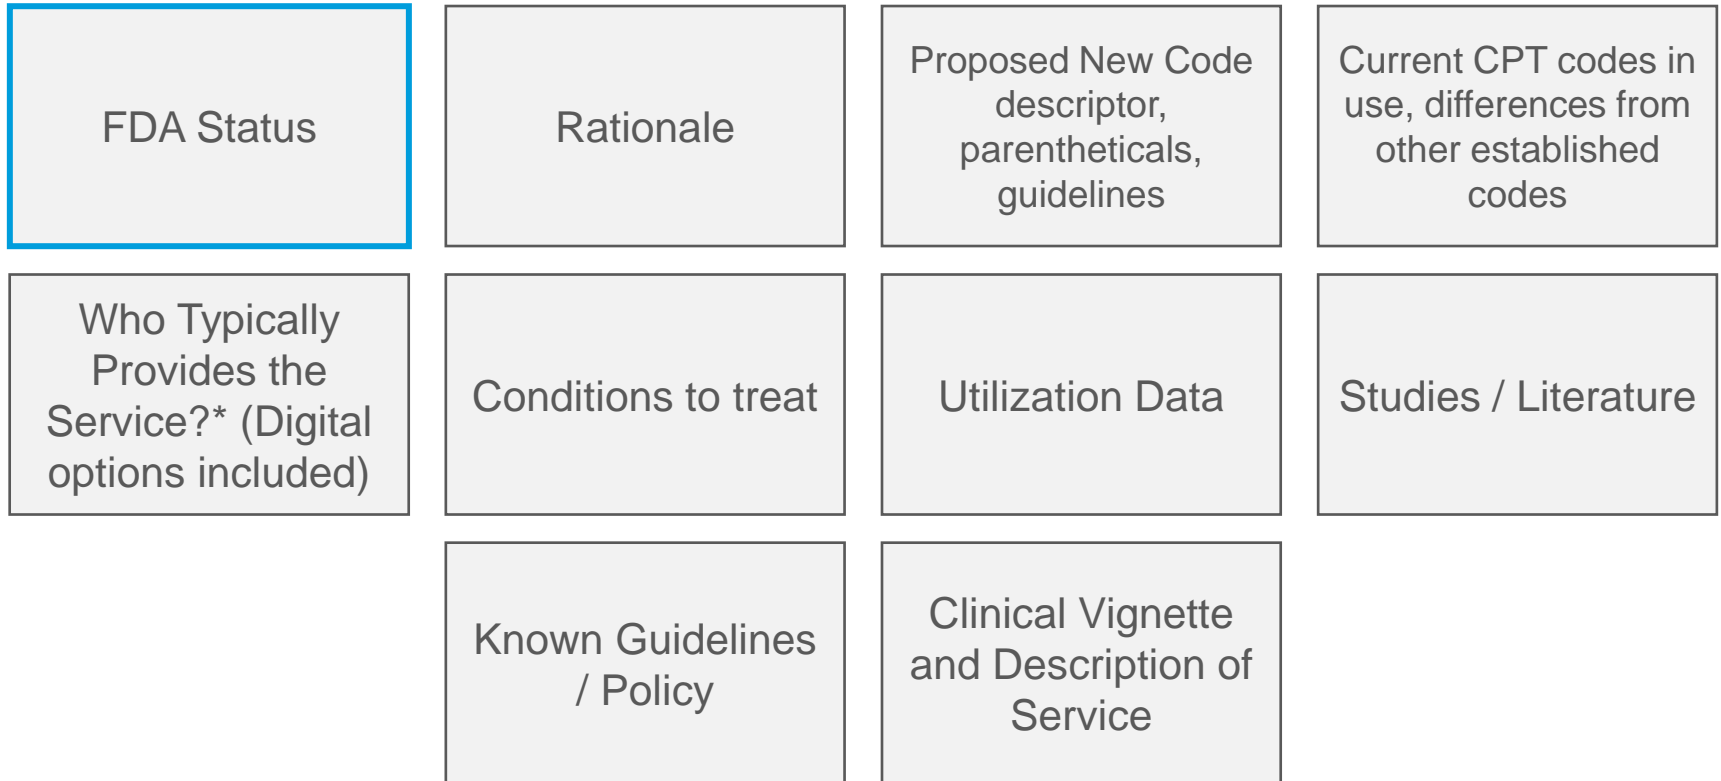 FDA Status
Rationale
Proposed New Code
descriptor,
parentheticals,
guidelines
Current CPT codes in
use, differences from
other established
codes
Who Typically
Provides the
Service?* (Digital
options included)
Conditions to treat
Utilization Data
Studies / Literature
Known Guidelines
/ Policy
Clinical Vignette
and Description of
Service